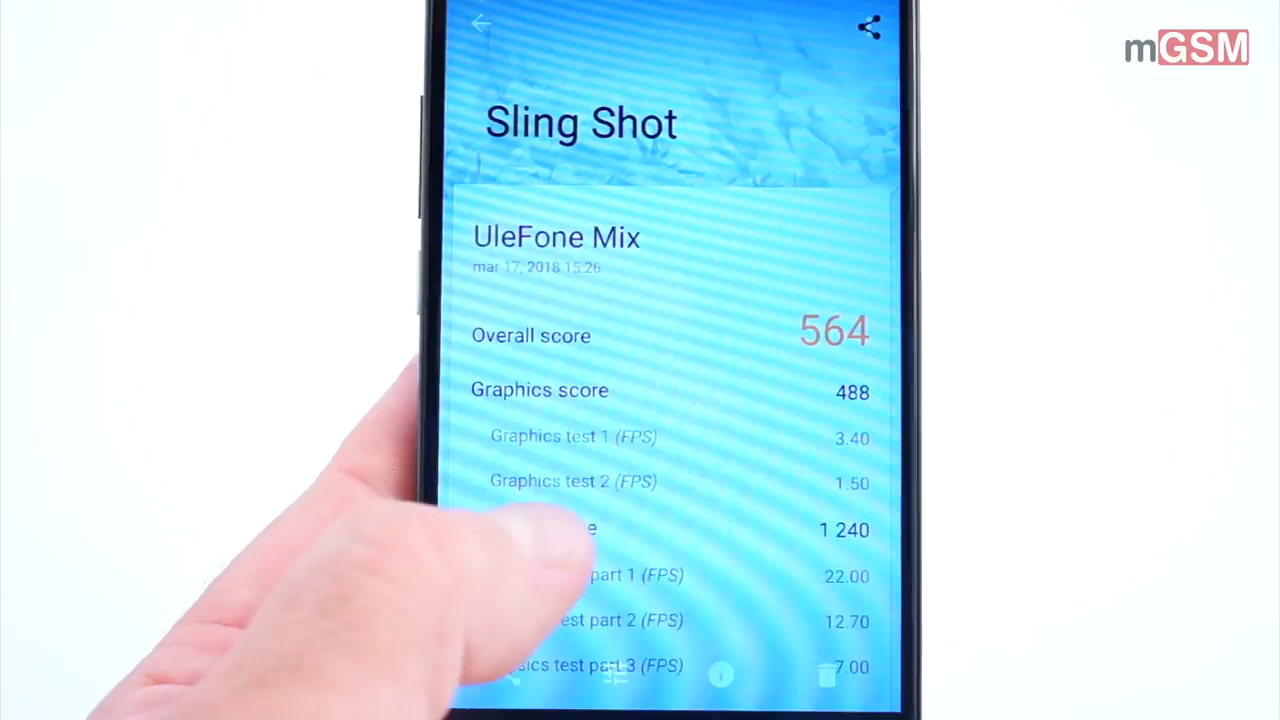 mGSM
Sling Shot
UleFone Mix
mar 17, 2018 15:26
Overall score 564
Graphics score 488
Graphics test 1 (FPS) 3.40
Graphics test 2 (FPS) 1.50
1 240
part 1 (FPS) 22.00
part 2 (FPS) 12.70
test part 3 (FPS) 7.00